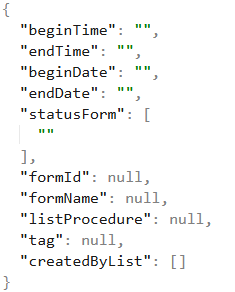 {
  "beginTime": "",
  "endTime": "",
  "beginDate": "",
  "endDate": "",
  "statusForm": [
    ""
  ],
  "formId": null,
  "formName": null,
  "listProcedure": null,
  "tag": null,
  "createdByList": []
}